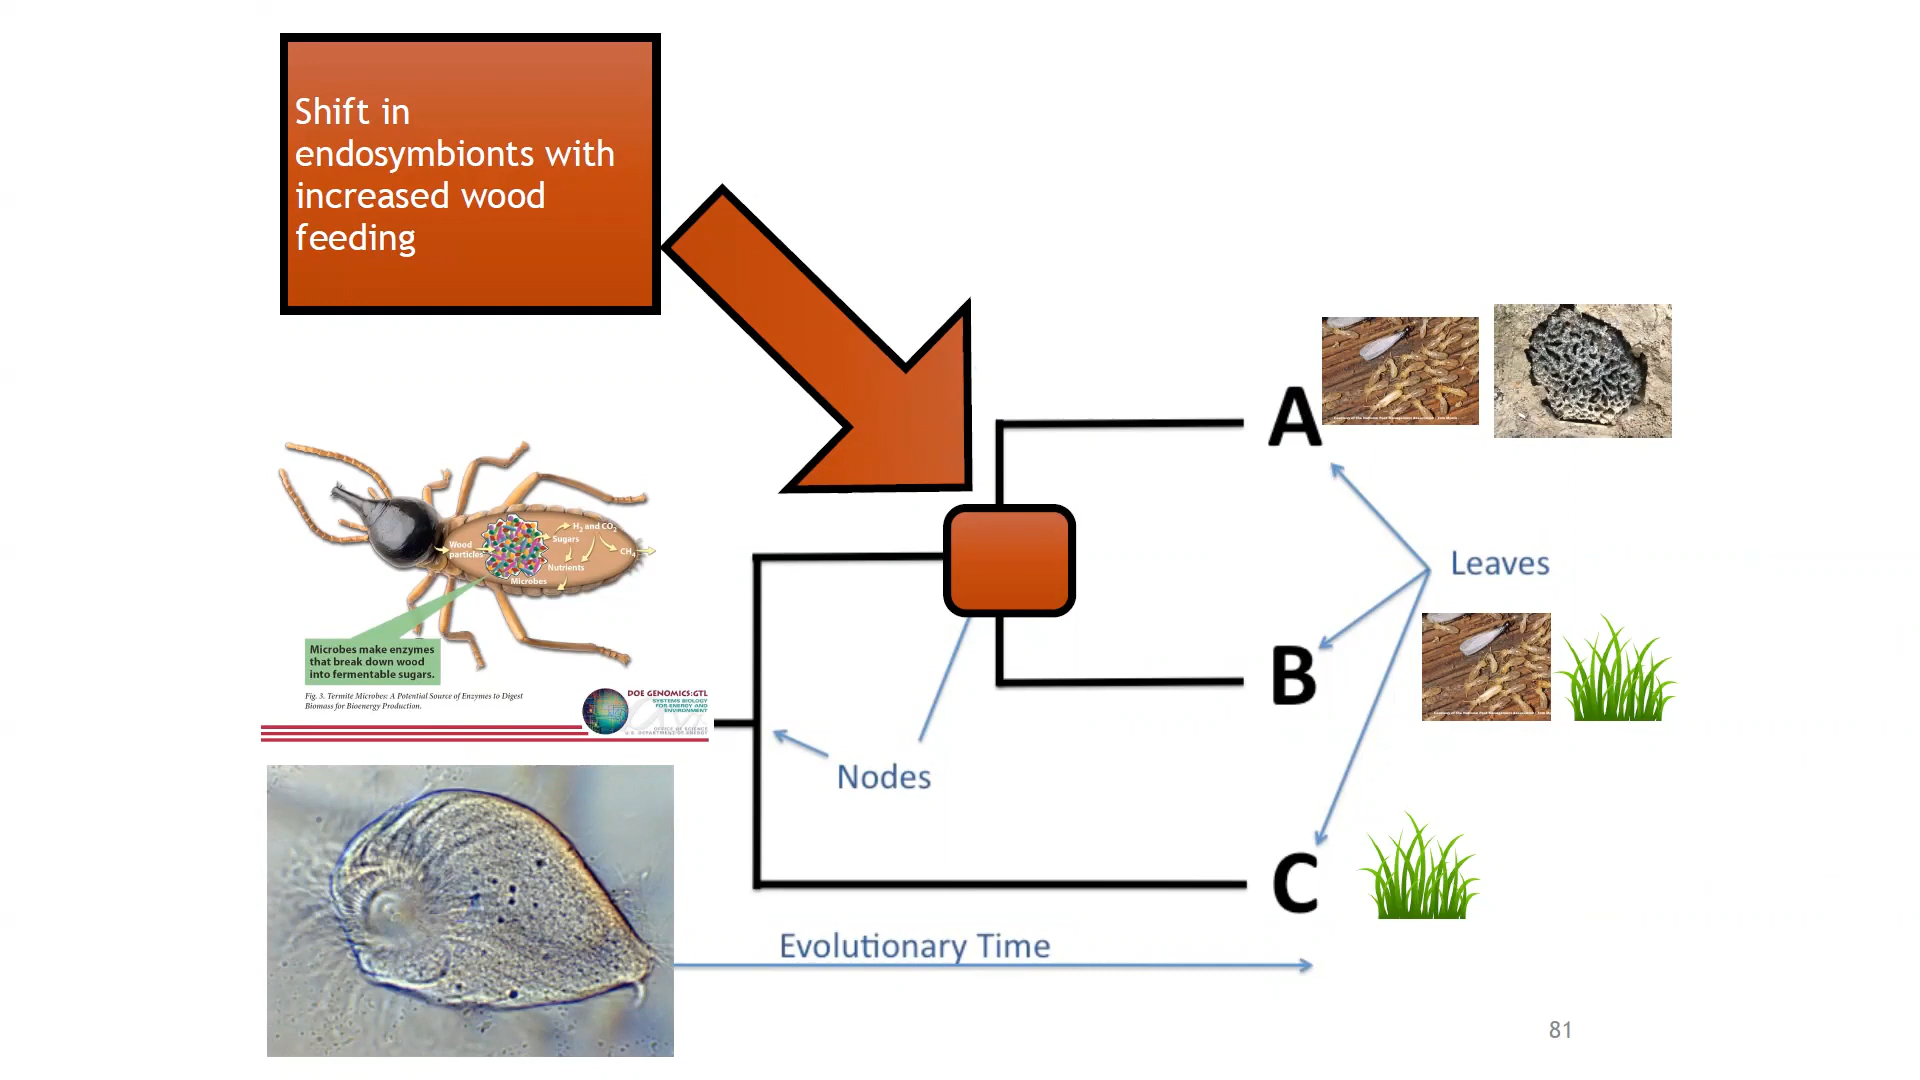 Shift in
endosymbionts with
increased wood
feeding
A
Leaves
B
Nodes
C
Evolutionary Time
81
Wood
particles
H2 and CO2
Sugars
CH4
Nutrients
Microbes
Microbes make enzymes
that break down wood
into fermentable sugars.
Fig. 3. Termite Microbes: A Potential Source of Enzymes to Digest
Biomass for Bioenergy Production.
DOE GENOMICS:GTL
SYSTEMS BIOLOGY
FOR ENERGY AND
ENVIRONMENT
OFFICE OF SCIENCE
U.S. DEPARTMENT OF ENERGY